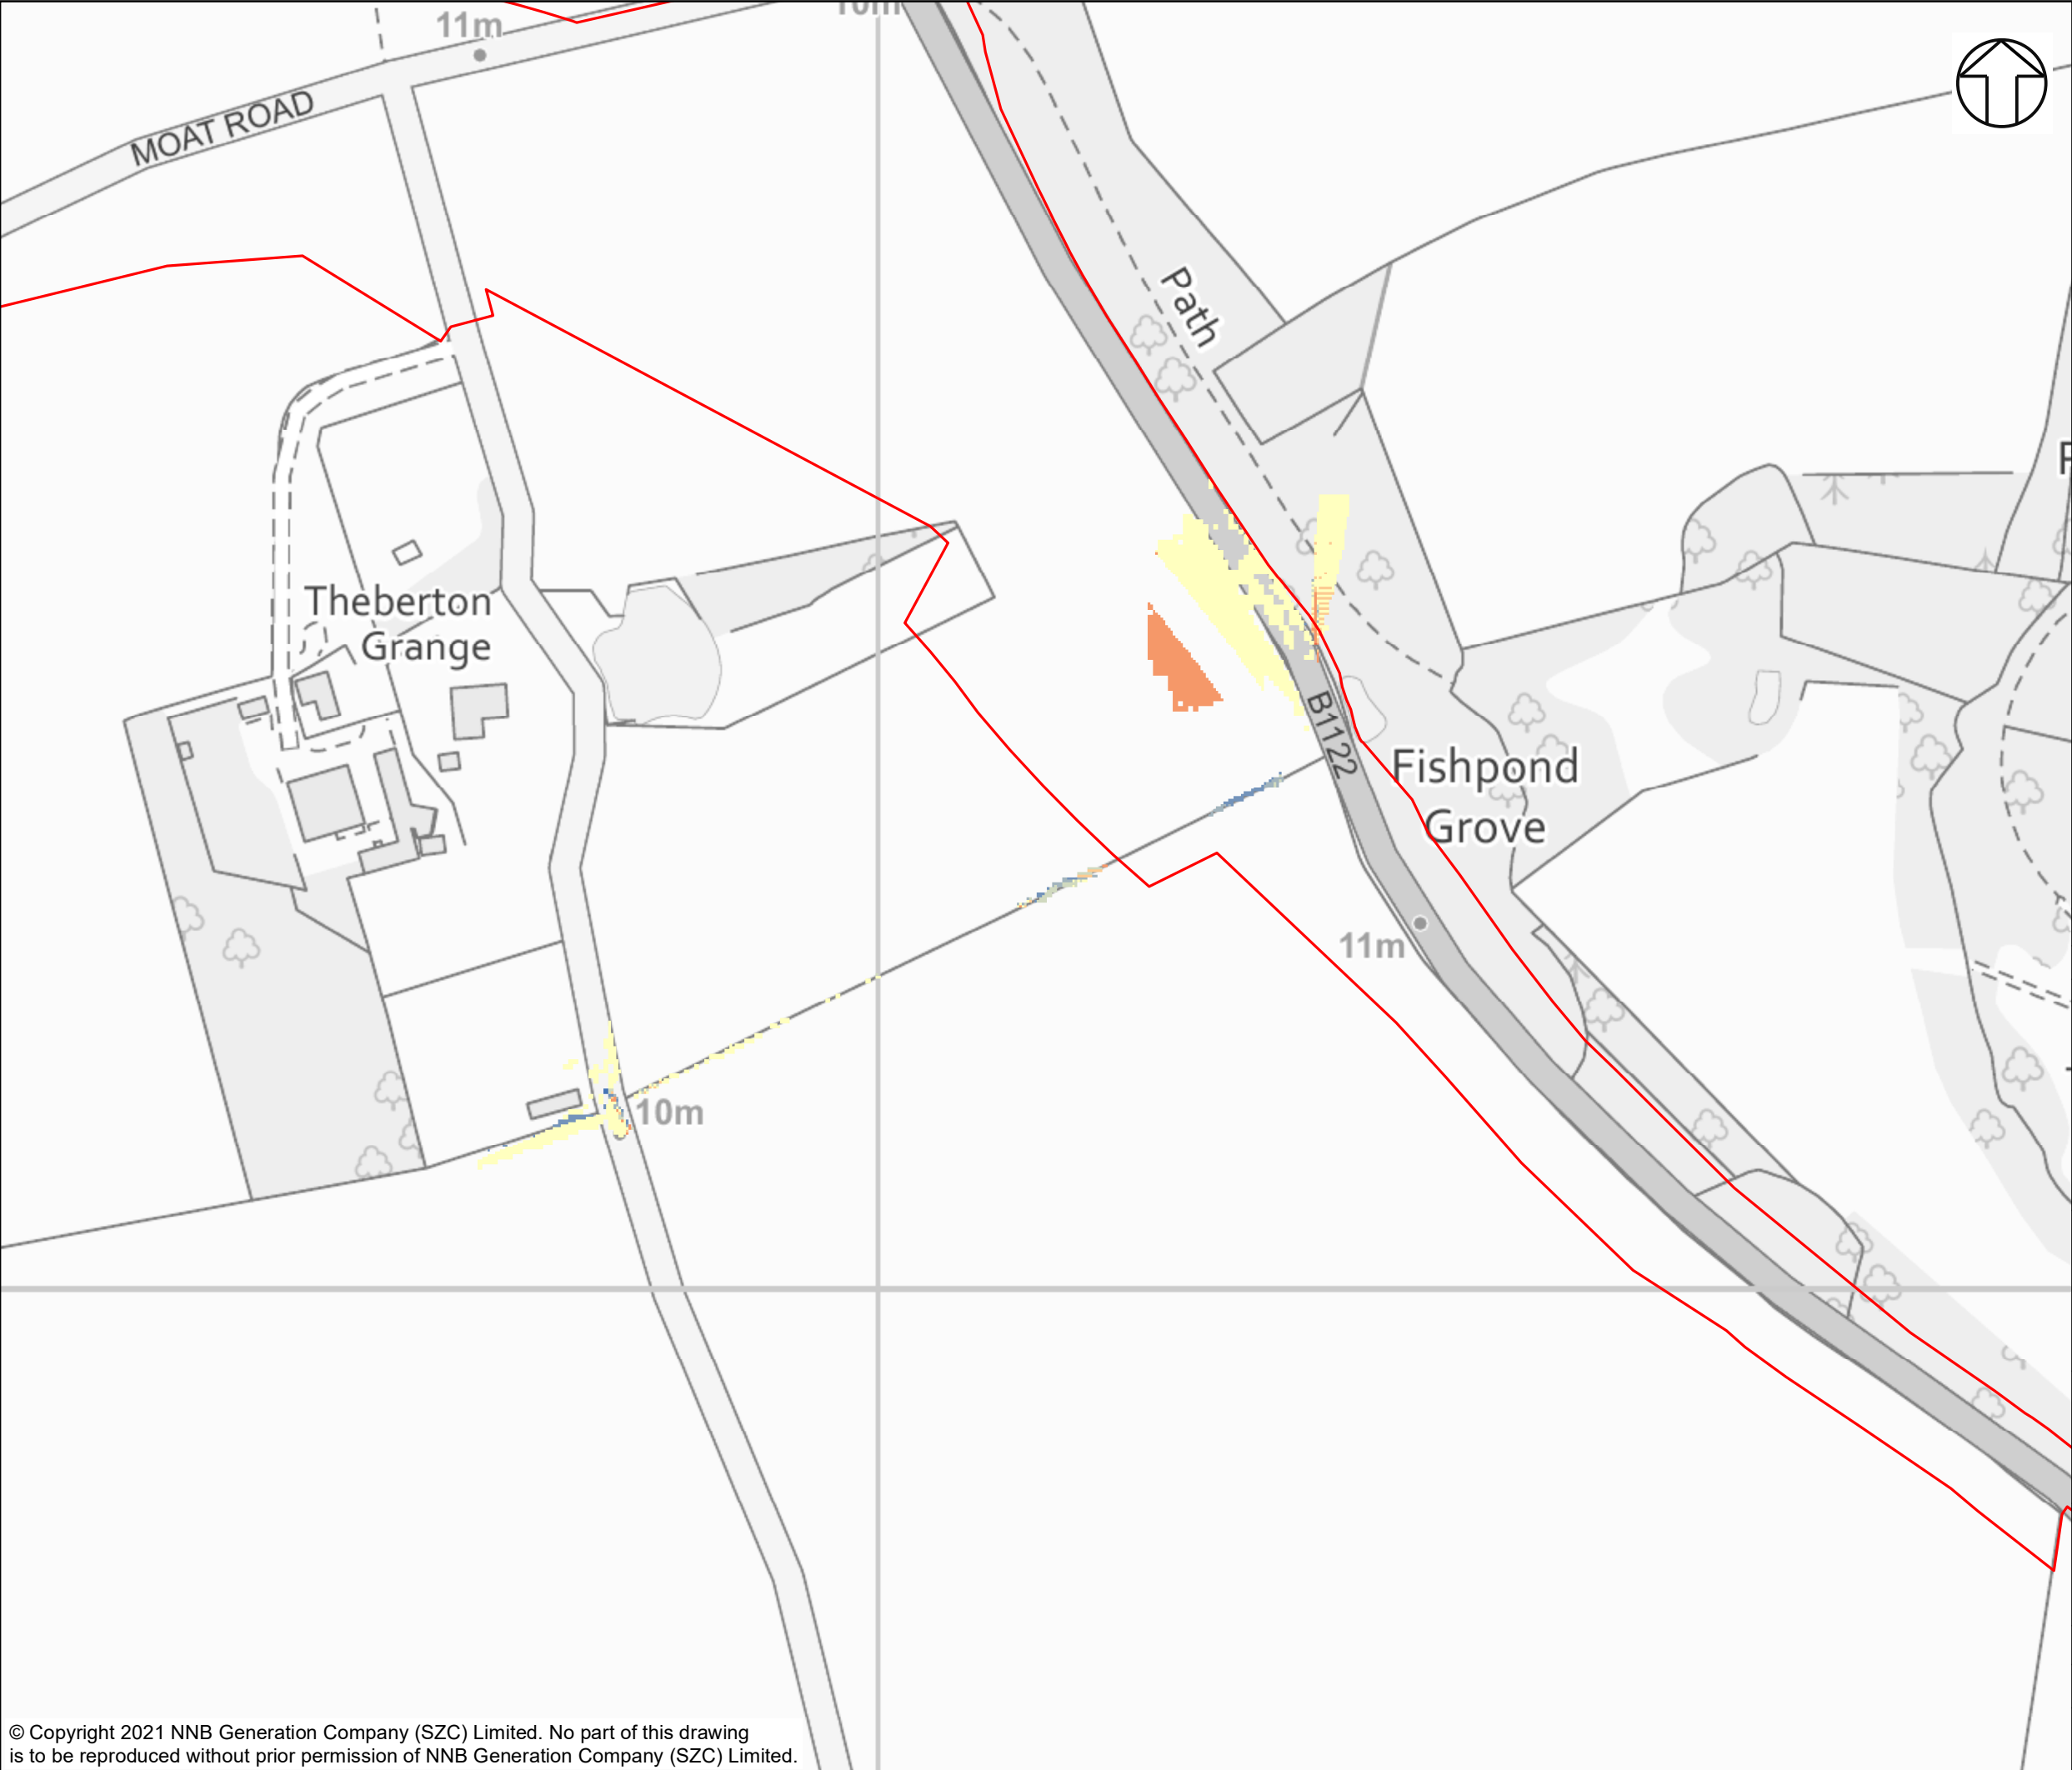 11m
10m
MOAT ROAD
Path
Theberton
Grange
B1122
Fishpond
Grove
11m
10m
© Copyright 2021 NNB Generation Company (SZC) Limited. No part of this drawing
is to be reproduced without prior permission of NNB Generation Company (SZC) Limited.